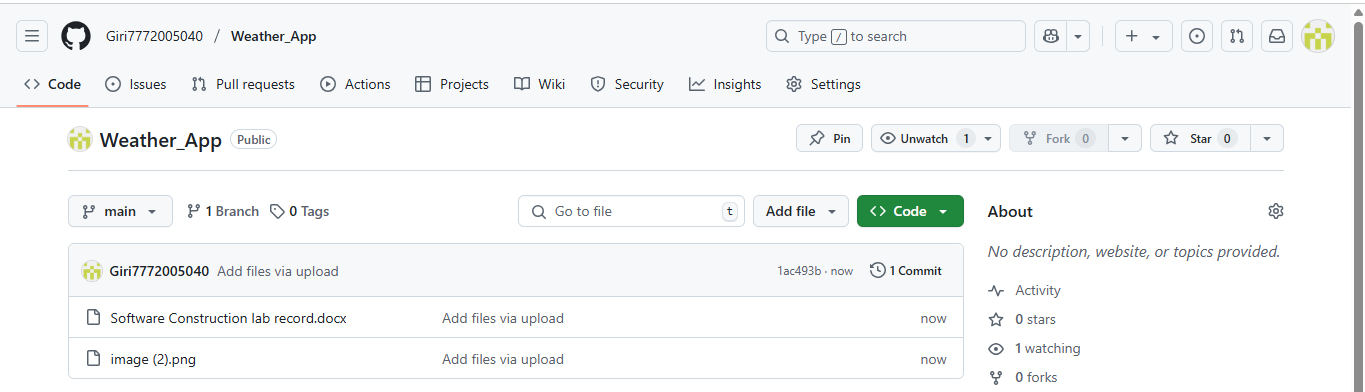 Giri7772005040 / Weather_App Type / to search
Code Issues Pull requests Actions Projects Wiki Security Insights Settings
Weather_App Public Pin Unwatch 1 Fork 0 Star 0
main 1 Branch 0 Tags Go to file t Add file Code About
No description, website, or topics provided.
Giri7772005040 Add files via upload 1ac493b · now 1 Commit
Activity
Software Construction lab record.docx Add files via upload now
0 stars
1 watching
image (2).png Add files via upload now
0 forks